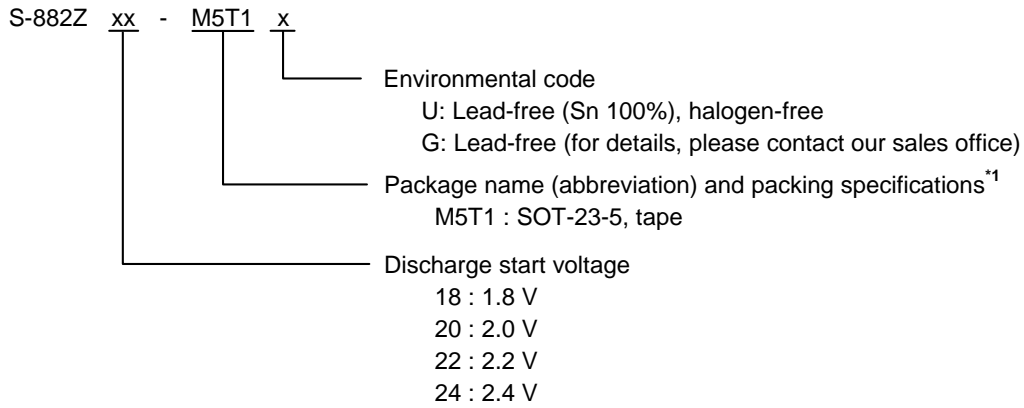 S-882Z xx - M5T1 x
Environmental code
U: Lead-free (Sn 100%), halogen-free
G: Lead-free (for details, please contact our sales office)
Package name (abbreviation) and packing specifications*1
M5T1 : SOT-23-5, tape
Discharge start voltage
18 : 1.8 V
20 : 2.0 V
22 : 2.2 V
24 : 2.4 V